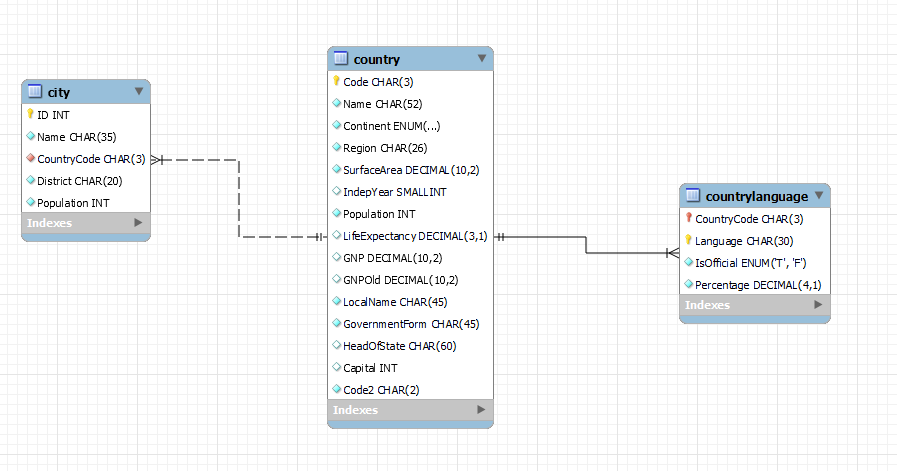 city
ID INT
Name CHAR(35)
CountryCode CHAR(3)
District CHAR(20)
Population INT
Indexes
country
Code CHAR(3)
Name CHAR(52)
Continent ENUM(...)
Region CHAR(26)
SurfaceArea DECIMAL(10,2)
IndepYear SMALLINT
Population INT
LifeExpectancy DECIMAL(3,1)
GNP DECIMAL(10,2)
GNPOld DECIMAL(10,2)
LocalName CHAR(45)
GovernmentForm CHAR(45)
HeadOfState CHAR(60)
Capital INT
Code2 CHAR(2)
Indexes
countrylanguage
CountryCode CHAR(3)
Language CHAR(30)
IsOfficial ENUM('T', 'F')
Percentage DECIMAL(4,1)
Indexes